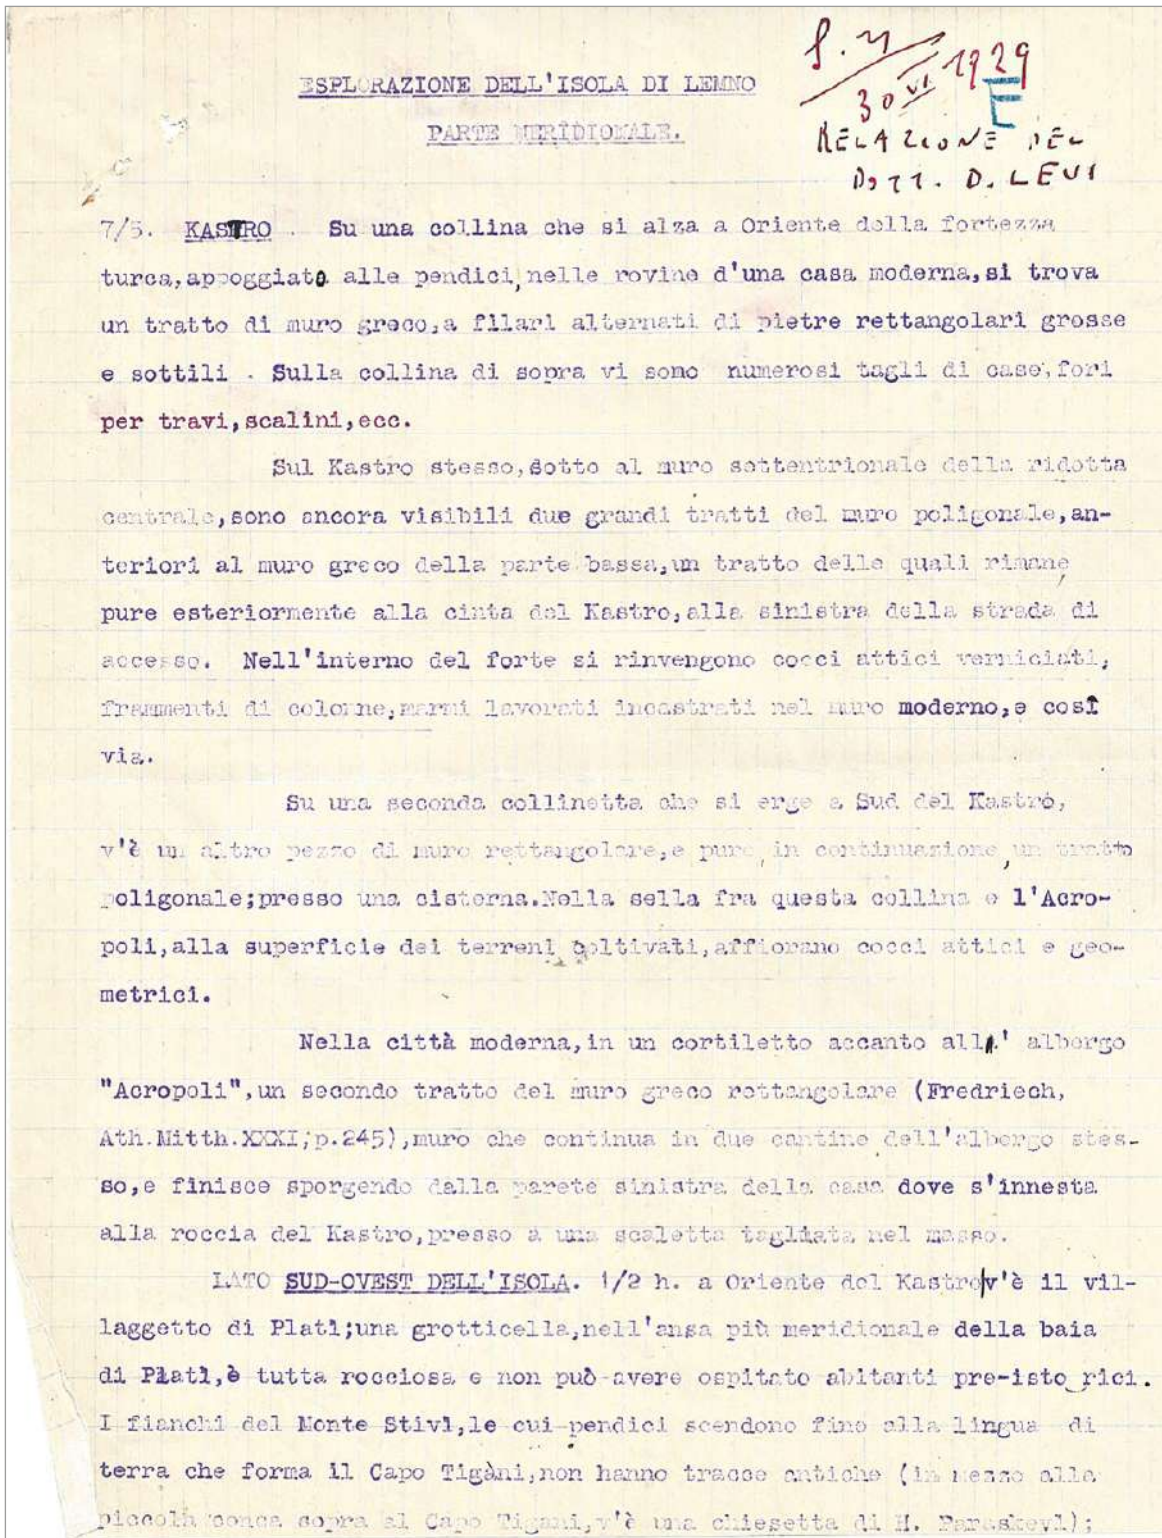 ESPLORAZIONE DELL'ISOLA DI LEMNO
PARTE MERIDIONALE.
30 VI 1929
E
RELAZIONE DEL
DOTT. D. LEVI
7/5. KASTRO . Su una collina che si alza a Oriente della fortezza
turca,appoggiato alle pendici,nelle rovine d'una casa moderna,si trova
un tratto di muro greco,a filari alternati di pietre rettangolari grosse
e sottili . Sulla collina di sopra vi sono numerosi tagli di case,fori
per travi,scalini,ecc.
Sul Kastro stesso,sotto al muro settentrionale della ridotta
centrale,sono ancora visibili due grandi tratti del muro poligonale,an-
teriori al muro greco della parte bassa,un tratto delle quali rimane,
pure esteriormente alla cinta del Kastro,alla sinistra della strada di
accesso. Nell'interno del forte si rinvengono cocci attici verniciati,
frammenti di colonne,marmi lavorati incastrati nel muro moderno,e così
via.
Su una seconda collinetta che si erge a Sud del Kastro,
v'è un altro pezzo di muro rettangolare,e pure,in continuazione,un tratto
poligonale;presso una cisterna.Nella sella fra questa collina e l'Acro-
poli,alla superficie dei terreni coltivati,affiorano cocci attici e geo-
metrici.
Nella città moderna,in un cortiletto accanto all' albergo
"Acropoli",un secondo tratto del muro greco rettangolare (Fredriech,
Ath.Mitth.XXXI,p.245),muro che continua in due cantine dell'albergo stes-
so,e finisce sporgendo dalla parete sinistra della casa dove s'innesta
alla roccia del Kastro,presso a una scaletta tagliata nel masso.
LATO SUD-OVEST DELL'ISOLA. 1/2 h. a Oriente del Kastro v'è il vil-
laggetto di Platì;una grotticella,nell'ansa più meridionale della baia
di Platì,è tutta rocciosa e non può avere ospitato abitanti pre-isto rici.
I fianchi del Monte Stivì,le cui pendici scendono fino alla lingua di
terra che forma il Capo Tigàni,non hanno tracce antiche (in mezzo alla
piccola conca sopra al Capo Tigani,v'è una chiesetta di H. Paraskevì);